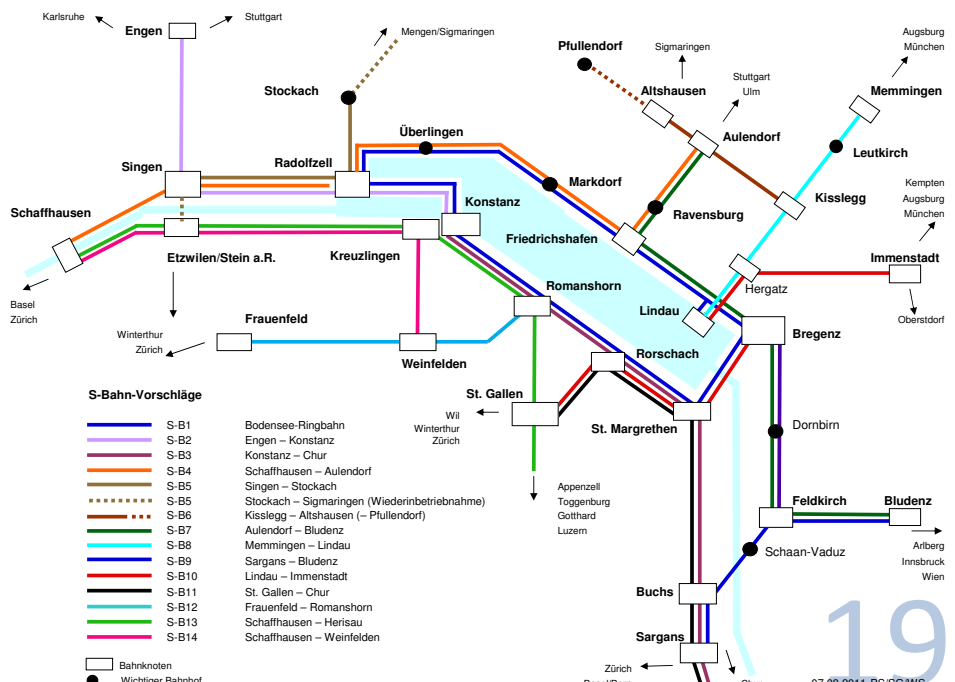 Karlsruhe
Stuttgart
Engen
Mengen/Sigmaringen
Stockach
Pfullendorf
Sigmaringen
Altshausen
Stuttgart
Ulm
Aulendorf
Augsburg
München
Memmingen
Leutkirch
Überlingen
Singen
Radolfzell
Markdorf
Ravensburg
Kisslegg
Kempten
Augsburg
München
Schaffhausen
Konstanz
Friedrichshafen
Etzwilen/Stein a.R.
Kreuzlingen
Immenstadt
Hergatz
Basel
Zürich
Romanshorn
Lindau
Oberstdorf
Frauenfeld
Winterthur
Zürich
Bregenz
Weinfelden
Rorschach
St. Gallen
Wil
Winterthur
Zürich
St. Margrethen
Dornbirn
S-Bahn-Vorschläge
S-B1 Bodensee-Ringbahn
S-B2 Engen – Konstanz
S-B3 Konstanz – Chur
S-B4 Schaffhausen – Aulendorf
S-B5 Singen – Stockach
S-B5 Stockach – Sigmaringen (Wiederinbetriebnahme)
S-B6 Kisslegg – Altshausen (– Pfullendorf)
S-B7 Aulendorf – Bludenz
S-B8 Memmingen – Lindau
S-B9 Sargans – Bludenz
S-B10 Lindau – Immenstadt
S-B11 St. Gallen – Chur
S-B12 Frauenfeld – Romanshorn
S-B13 Schaffhausen – Herisau
S-B14 Schaffhausen – Weinfelden
Bahnknoten
Wichtiger Bahnhof
Appenzell
Toggenburg
Gotthard
Luzern
Feldkirch
Bludenz
Schaan-Vaduz
Arlberg
Innsbruck
Wien
Buchs
Sargans
Zürich
Chur
19